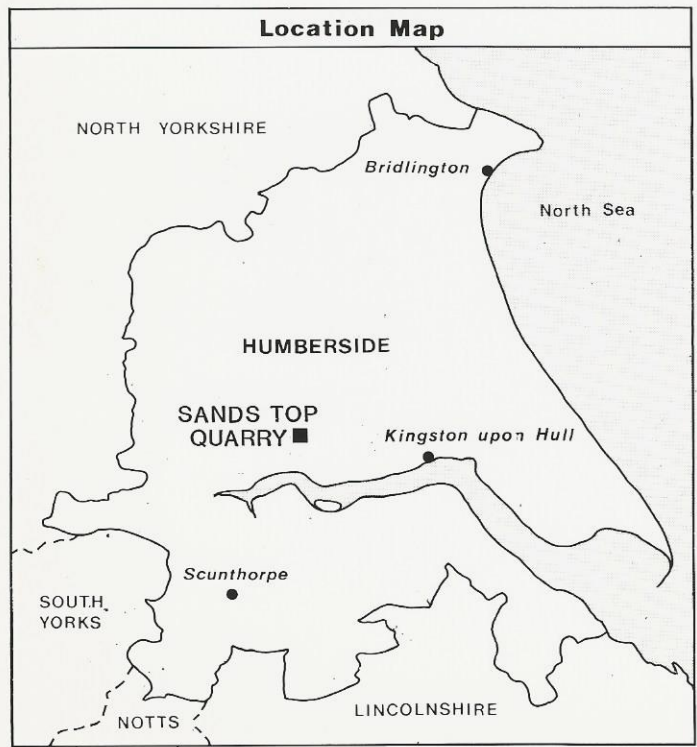 Location Map
NORTH YORKSHIRE
Bridlington
North Sea
HUMBERSIDE
SANDS TOP
QUARRY
Kingston upon Hull
Scunthorpe
SOUTH
YORKS
LINCOLNSHIRE
NOTTS